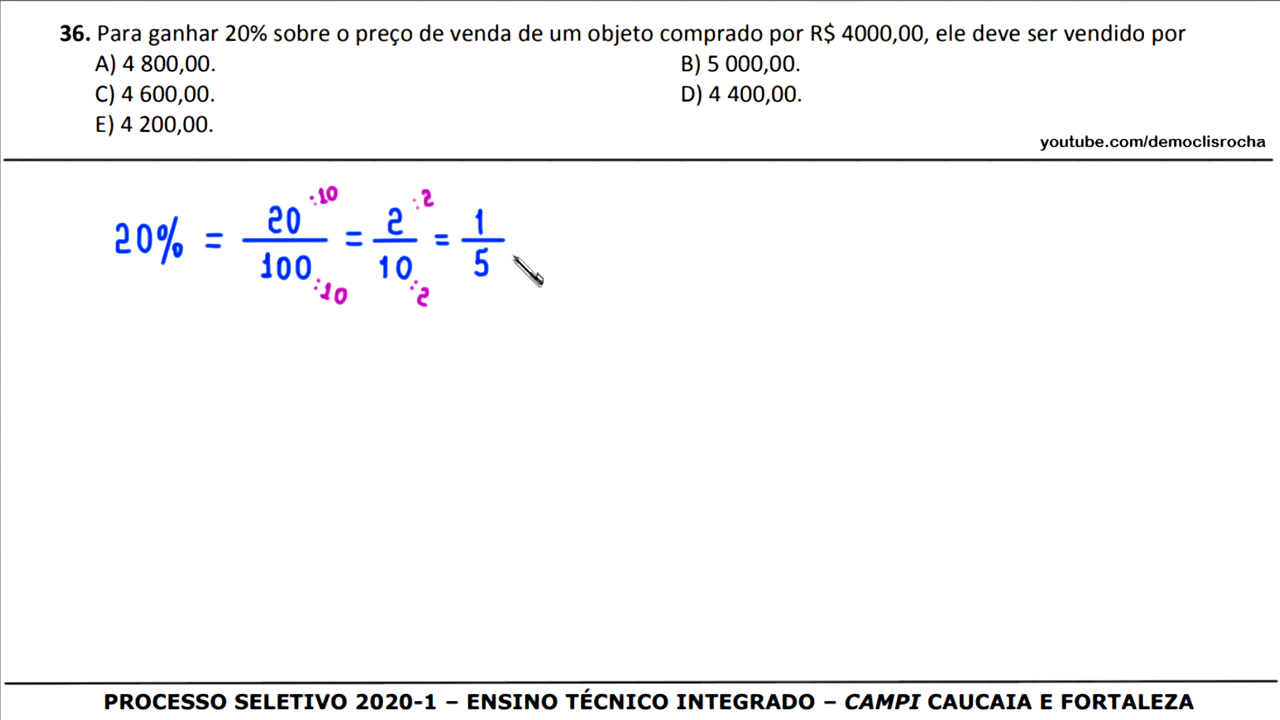 36. Para ganhar 20% sobre o preço de venda de um objeto comprado por R$ 4000,00, ele deve ser vendido por
A) 4 800,00. B) 5 000,00.
C) 4 600,00. D) 4 400,00.
E) 4 200,00.
youtube.com/democlisrocha
20% = 20/100 = 2/10 = 1/5
:10 :2
:10 :2
PROCESSO SELETIVO 2020-1 – ENSINO TÉCNICO INTEGRADO – CAMPI CAUCAIA E FORTALEZA